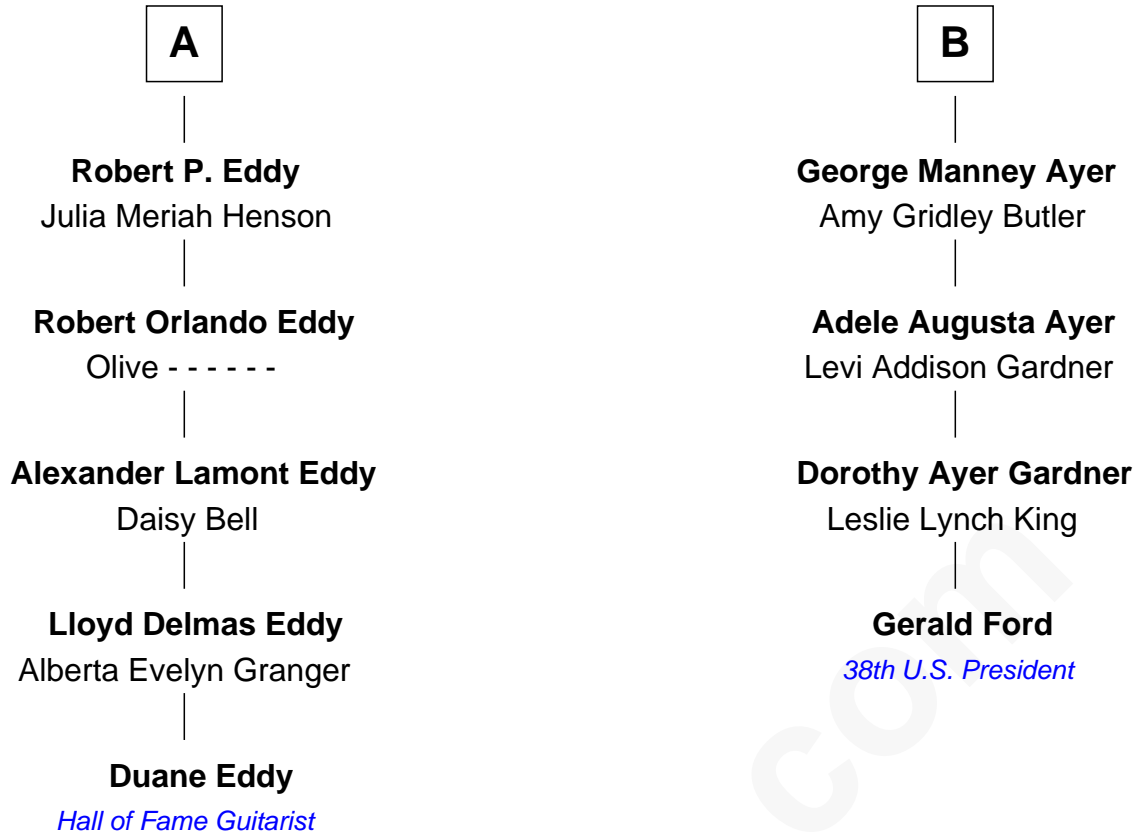 A
Robert P. Eddy
Julia Meriah Henson
Robert Orlando Eddy
Olive - - - - - -
Alexander Lamont Eddy
Daisy Bell
Lloyd Delmas Eddy
Alberta Evelyn Granger
Duane Eddy
Hall of Fame Guitarist
B
George Manney Ayer
Amy Gridley Butler
Adele Augusta Ayer
Levi Addison Gardner
Dorothy Ayer Gardner
Leslie Lynch King
Gerald Ford
38th U.S. President
com